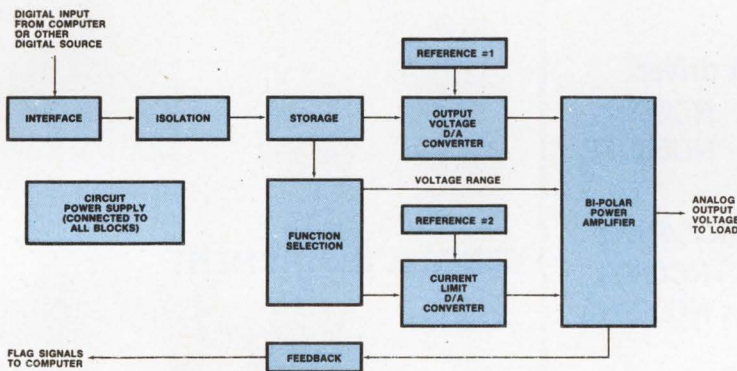 DIGITAL INPUT
FROM COMPUTER
OR OTHER
DIGITAL SOURCE
REFERENCE #1
INTERFACE
ISOLATION
STORAGE
OUTPUT
VOLTAGE
D/A
CONVERTER
CIRCUIT
POWER SUPPLY
(CONNECTED TO
ALL BLOCKS)
FUNCTION
SELECTION
VOLTAGE RANGE
REFERENCE #2
CURRENT
LIMIT
D/A
CONVERTER
BI-POLAR
POWER
AMPLIFIER
ANALOG
OUTPUT
VOLTAGE
TO LOAD
FLAG SIGNALS
TO COMPUTER
FEEDBACK